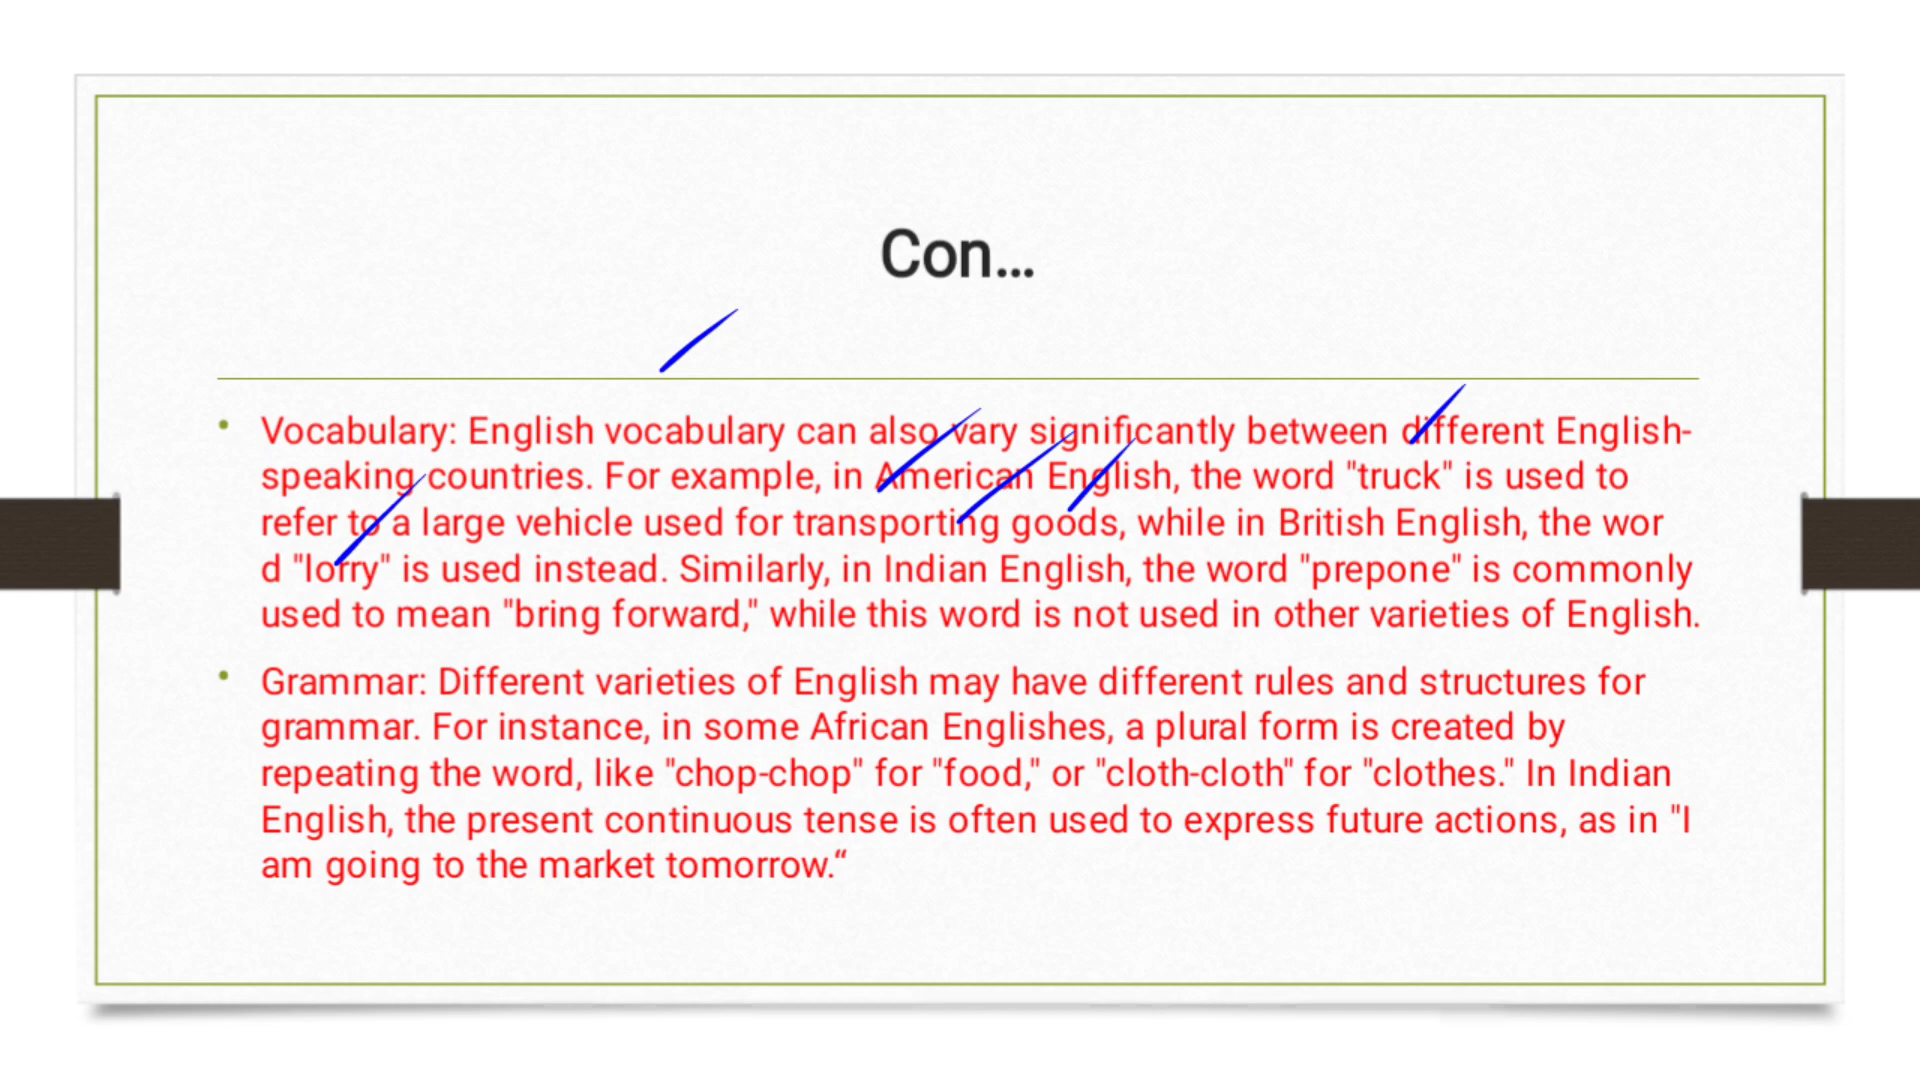 Con...
Vocabulary: English vocabulary can also vary significantly between different English-
speaking countries. For example, in American English, the word "truck" is used to
refer to a large vehicle used for transporting goods, while in British English, the wor
d "lorry" is used instead. Similarly, in Indian English, the word "prepone" is commonly
used to mean "bring forward," while this word is not used in other varieties of English.
Grammar: Different varieties of English may have different rules and structures for
grammar. For instance, in some African Englishes, a plural form is created by
repeating the word, like "chop-chop" for "food," or "cloth-cloth" for "clothes." In Indian
English, the present continuous tense is often used to express future actions, as in "I
am going to the market tomorrow.“